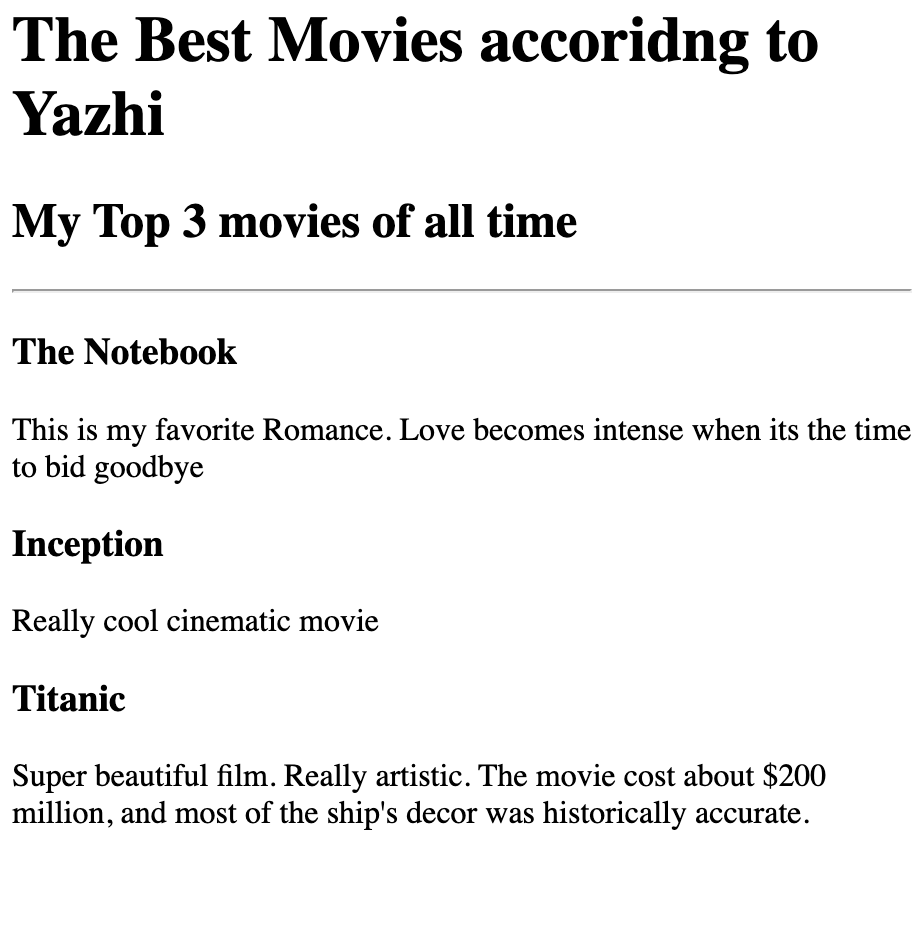 The Best Movies accoridng to
Yazhi
My Top 3 movies of all time
The Notebook
This is my favorite Romance. Love becomes intense when its the time
to bid goodbye
Inception
Really cool cinematic movie
Titanic
Super beautiful film. Really artistic. The movie cost about $200
million, and most of the ship's decor was historically accurate.